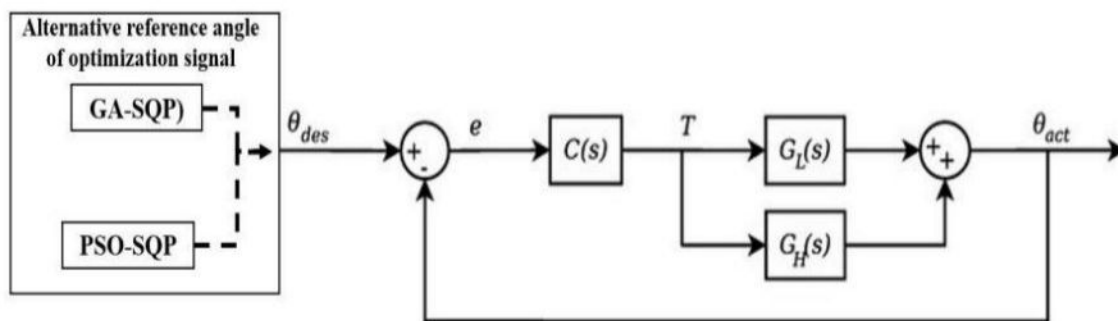 Alternative reference angle
of optimization signal
GA-SQP)
PSO-SQP
θdes
+
-
e
C(s)
T
GL(s)
GH(s)
+
+
θact